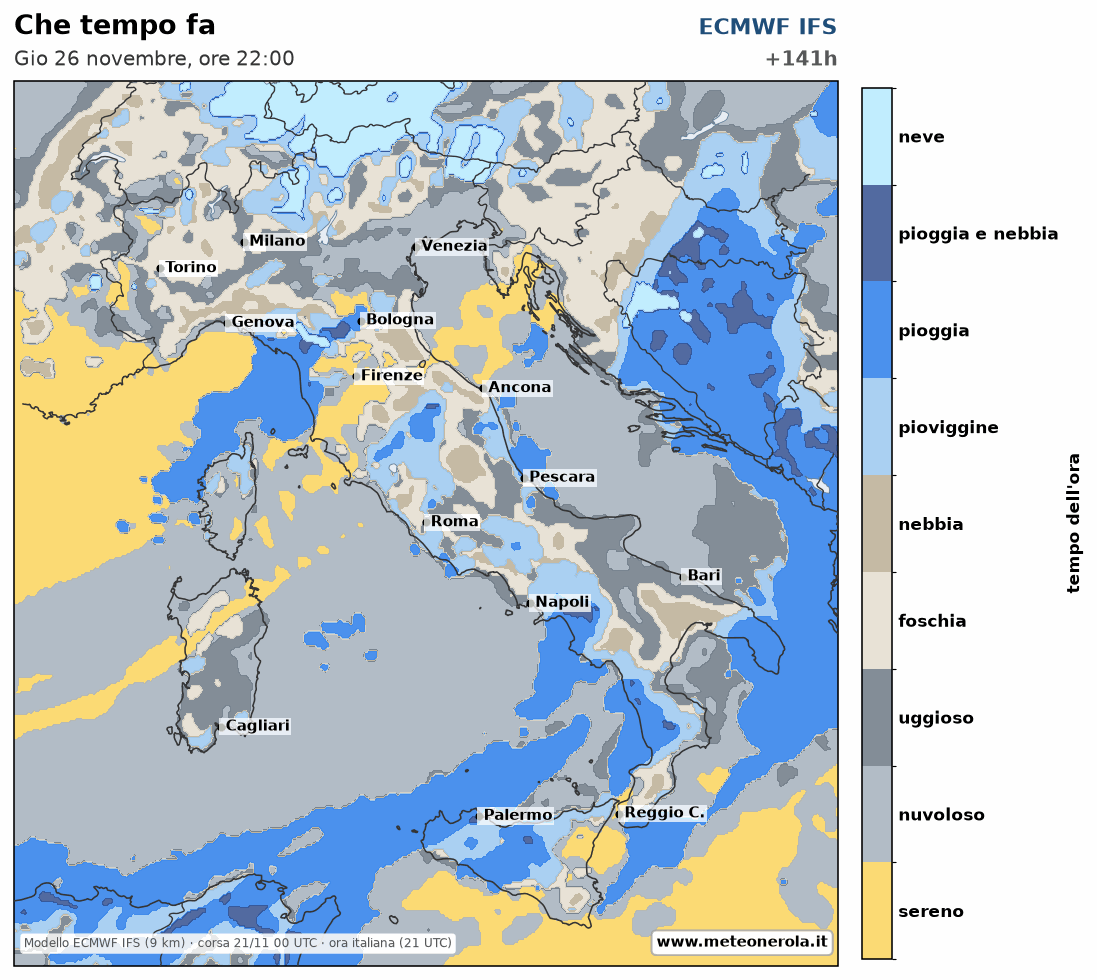 Che tempo fa
ECMWF IFS
Gio 26 novembre, ore 22:00
+141h
neve
pioggia e nebbia
pioggia
pioviggine
nebbia
foschia
uggioso
nuvoloso
sereno
tempo dell'ora
Milano
Venezia
Torino
Genova
Bologna
Firenze
Ancona
Pescara
Roma
Bari
Napoli
Cagliari
Palermo
Reggio C.
Modello ECMWF IFS (9 km) · corsa 21/11 00 UTC · ora italiana (21 UTC)
www.meteonerola.it